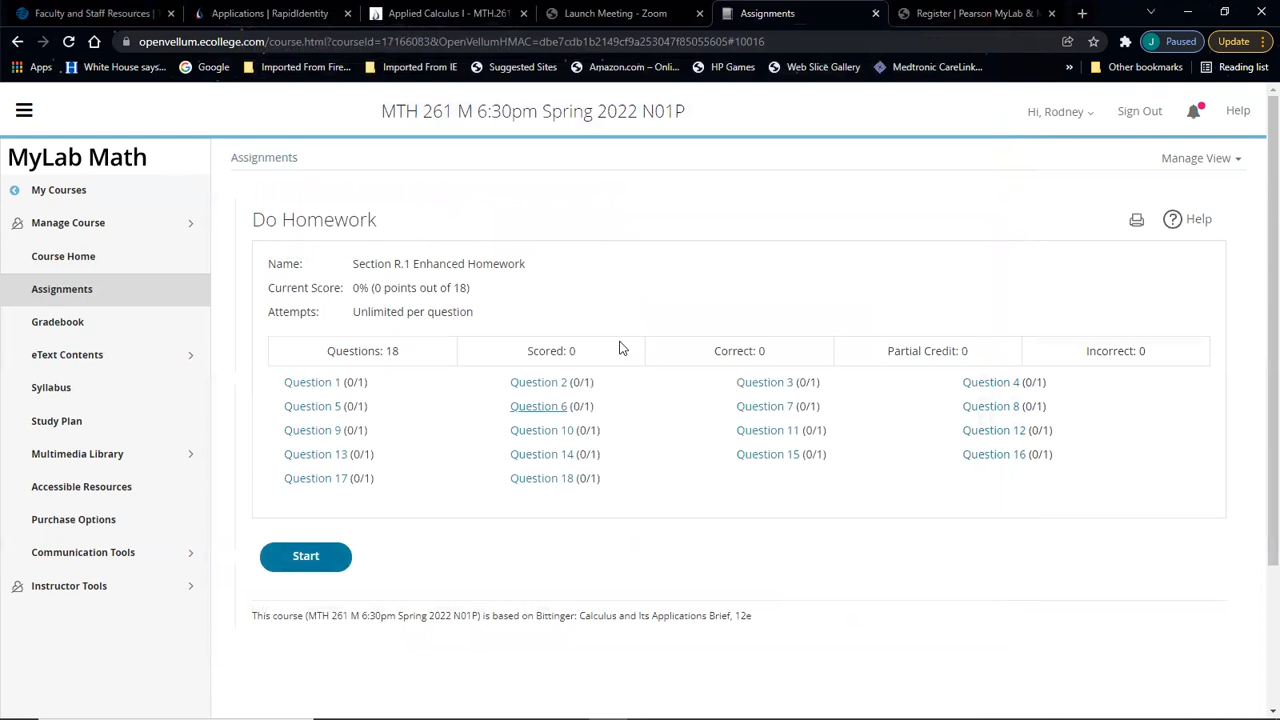 Faculty and Staff Resources | D
Applications | RapidIdentity
Applied Calculus I - MTH.261
Launch Meeting - Zoom
Assignments
Register | Pearson MyLab & M
openvellum.ecollege.com/course.html?courseId=17166083&OpenVellumHMAC=dbe7cdb1b2149cf9a253047f85055605#10016
J Paused
Update
Apps
White House says...
Google
Imported From Fire...
Imported From IE
Suggested Sites
Amazon.com – Onli...
HP Games
Web Slice Gallery
Medtronic CareLink...
»
Other bookmarks
Reading list
MTH 261 M 6:30pm Spring 2022 N01P
Hi, Rodney
Sign Out
Help
MyLab Math
My Courses
Manage Course
Course Home
Assignments
Gradebook
eText Contents
Syllabus
Study Plan
Multimedia Library
Accessible Resources
Purchase Options
Communication Tools
Instructor Tools
Assignments
Manage View
Do Homework
Help
Name: Section R.1 Enhanced Homework
Current Score: 0% (0 points out of 18)
Attempts: Unlimited per question
Questions: 18 Scored: 0 Correct: 0 Partial Credit: 0 Incorrect: 0
Question 1 (0/1) Question 2 (0/1) Question 3 (0/1) Question 4 (0/1)
Question 5 (0/1) Question 6 (0/1) Question 7 (0/1) Question 8 (0/1)
Question 9 (0/1) Question 10 (0/1) Question 11 (0/1) Question 12 (0/1)
Question 13 (0/1) Question 14 (0/1) Question 15 (0/1) Question 16 (0/1)
Question 17 (0/1) Question 18 (0/1)
Start
This course (MTH 261 M 6:30pm Spring 2022 N01P) is based on Bittinger: Calculus and Its Applications Brief, 12e